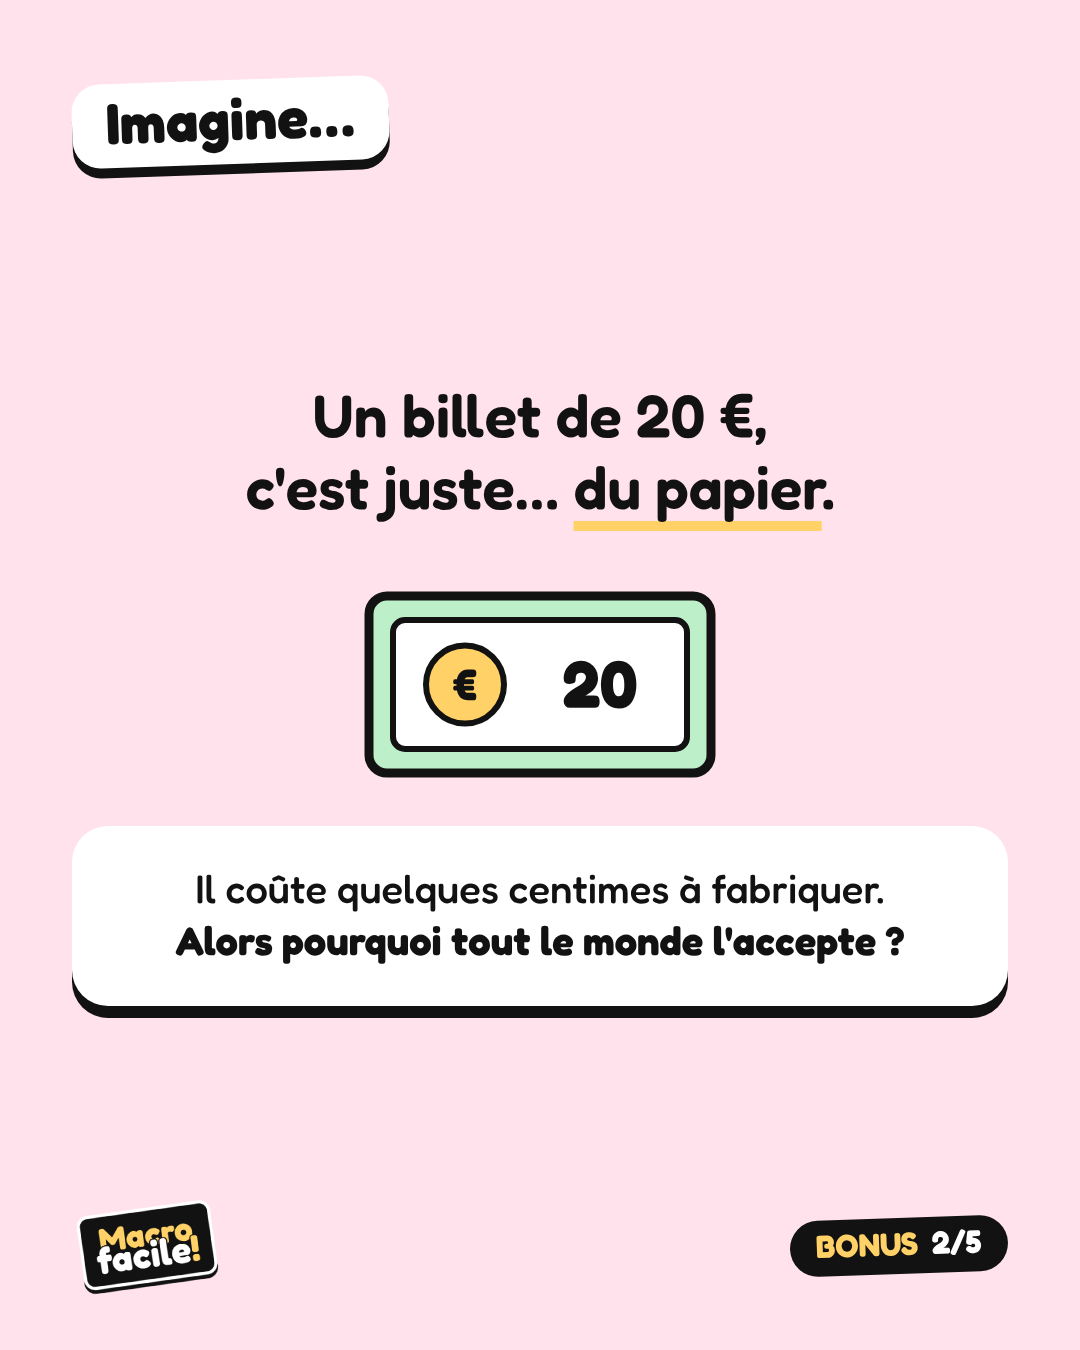 Imagine...
Un billet de 20 €,
c'est juste... du papier.
€ 20
Il coûte quelques centimes à fabriquer.
Alors pourquoi tout le monde l'accepte ?
Macro
facile!
BONUS 2/5